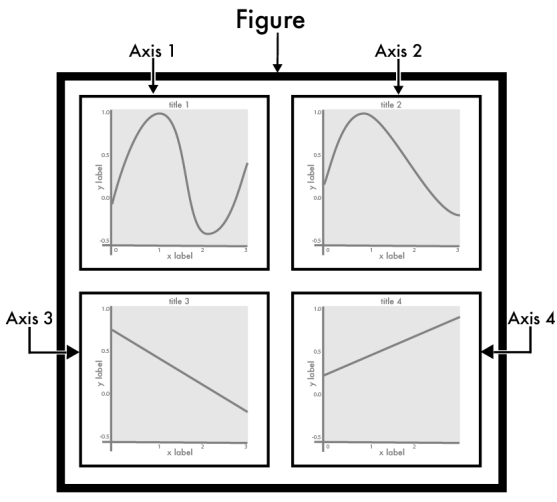 Figure
Axis 1
Axis 2
title 1
1.0
0.5
0.0
-0.5
y label
0 1 2 3
x label
title 2
1.0
0.5
0.0
-0.5
y label
0 1 2 3
x label
Axis 3
title 3
1.0
0.5
0.0
-0.5
y label
0 1 2 3
x label
title 4
1.0
0.5
0.0
-0.5
y label
0 1 2 3
x label
Axis 4